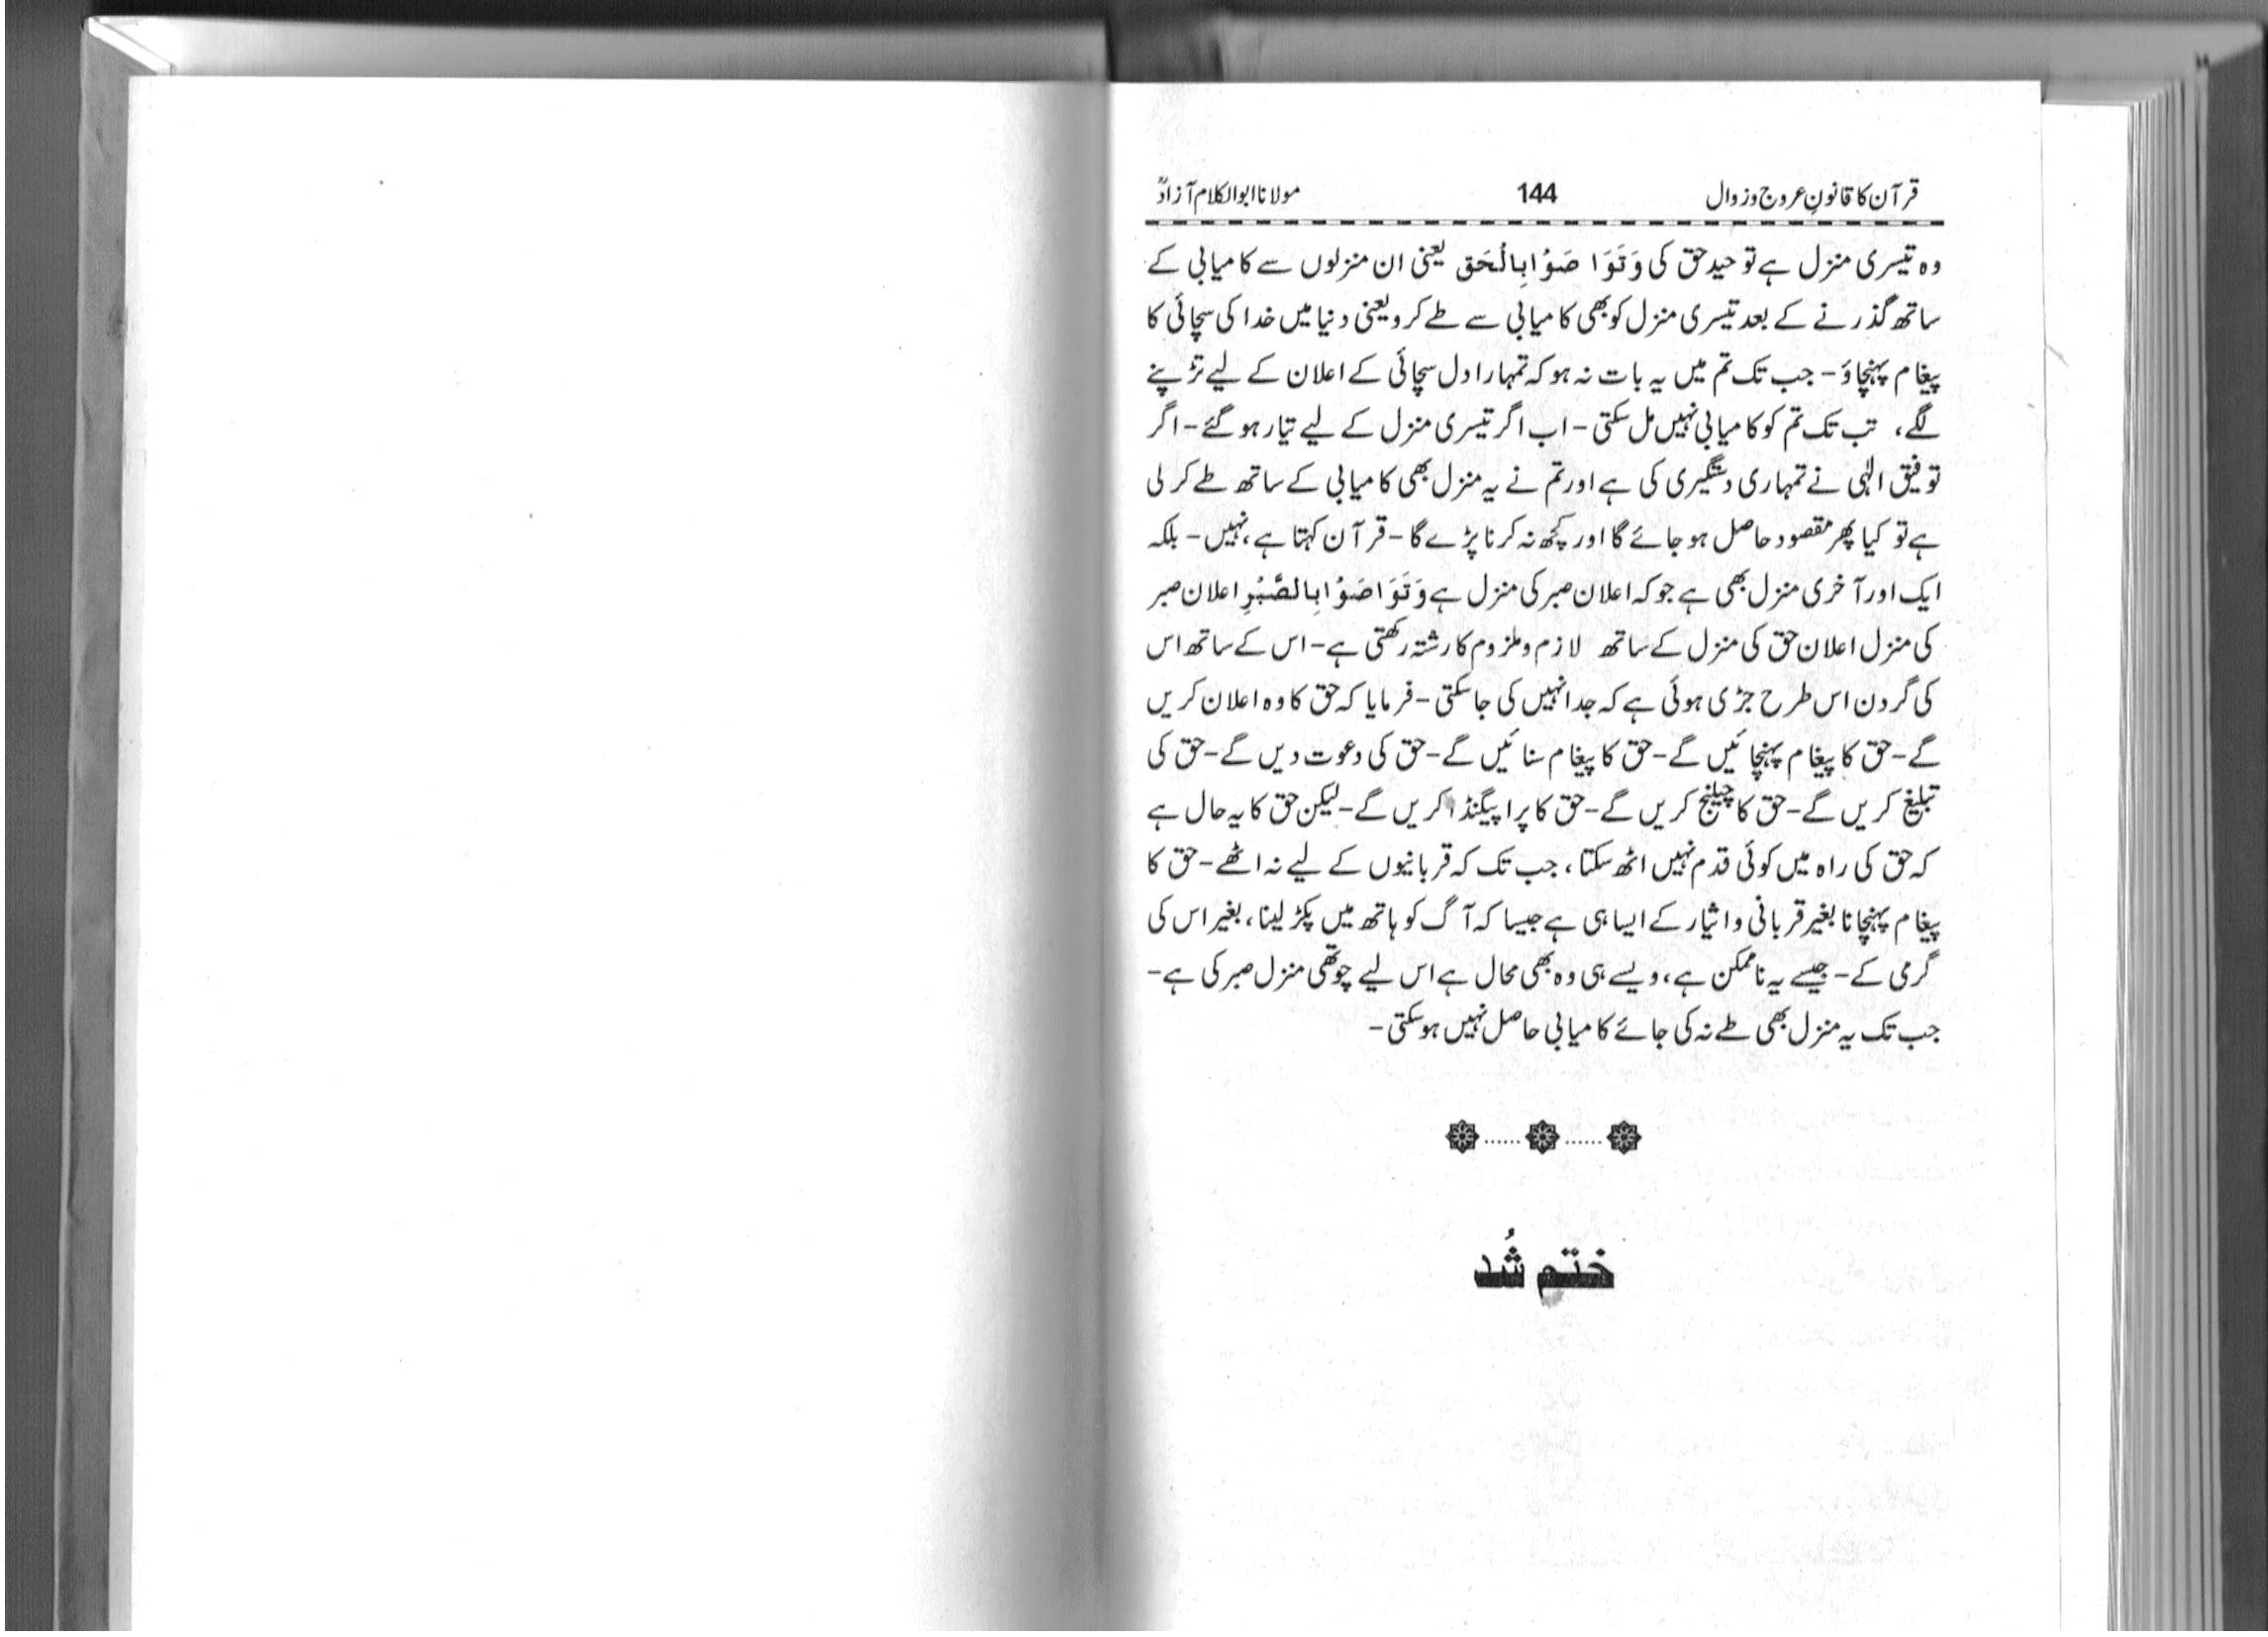 قرآن کا قانونِ عروج و زوال 144 مولانا ابوالکلام آزادؒ
وہ تیسری منزل ہے توحید حق کی وَتَوَا صَوْا بِالْحَق یعنی ان منزلوں سے کامیابی کے
ساتھ گذرنے کے بعد تیسری منزل کو بھی کامیابی سے طے کرو یعنی دنیا میں خدا کی سچائی کا
پیغام پہنچاؤ- جب تک تم میں یہ بات نہ ہو کہ تمہارا دل سچائی کے اعلان کے لیے تڑپنے
لگے، تب تک تم کو کامیابی نہیں مل سکتی- اب اگر تیسری منزل کے لیے تیار ہو گئے- اگر
توفیق الٰہی نے تمہاری دستگیری کی ہے اور تم نے یہ منزل بھی کامیابی کے ساتھ طے کر لی
ہے تو کیا پھر مقصود حاصل ہو جائے گا اور کچھ نہ کرنا پڑے گا- قرآن کہتا ہے، نہیں- بلکہ
ایک اور آخری منزل بھی ہے جو کہ اعلان صبر کی منزل ہے وَتَوَاصَوْا بِالصَّبْرِ اعلان صبر
کی منزل اعلان حق کی منزل کے ساتھ لازم و ملزوم کا رشتہ رکھتی ہے- اس کے ساتھ اس
کی گردن اس طرح جڑی ہوئی ہے کہ جدا نہیں کی جا سکتی- فرمایا کہ حق کا وہ اعلان کریں
گے- حق کا پیغام پہنچائیں گے- حق کا پیغام سنائیں گے- حق کی دعوت دیں گے- حق کی
تبلیغ کریں گے- حق کا چیلنج کریں گے- حق کا پراپیگنڈا کریں گے- لیکن حق کا یہ حال ہے
کہ حق کی راہ میں کوئی قدم نہیں اٹھ سکتا، جب تک کہ قربانیوں کے لیے نہ اٹھے- حق کا
پیغام پہنچانا بغیر قربانی و ایثار کے ایسا ہی ہے جیسا کہ آگ کو ہاتھ میں پکڑ لینا، بغیر اس کی
گرمی کے- جیسے یہ ناممکن ہے، ویسے ہی وہ بھی محال ہے اس لیے چوتھی منزل صبر کی ہے-
جب تک یہ منزل بھی طے نہ کی جائے کامیابی حاصل نہیں ہو سکتی-
ختم شُد